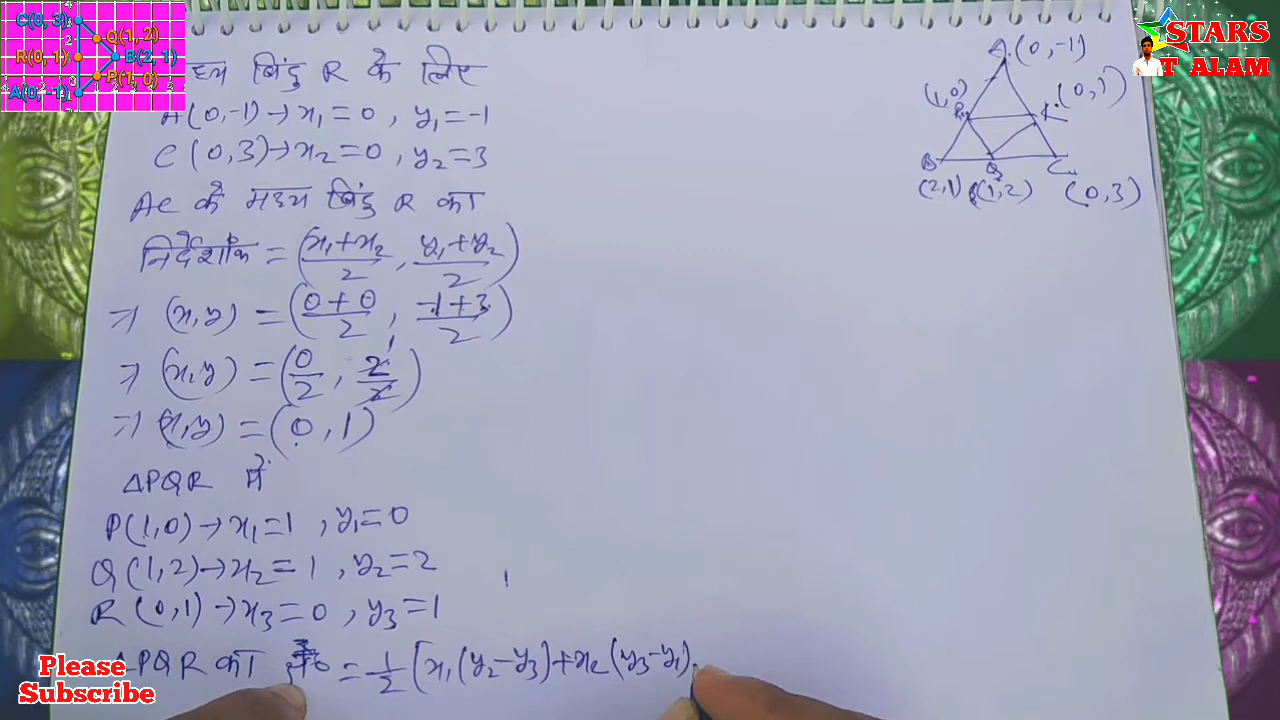 C(0, 3)
Q(1, 2)
R(0, 1)
B(2, 1)
P(1, 0)
A(0, -1)
STARS
T ALAM
A (0, -1)
(1, 0)
P
(0, 1)
R
B Q C
(2, 1) (1, 2) (0, 3)
मध्य बिंदु R के लिए
A(0, -1) → x₁ = 0, y₁ = -1
C(0, 3) → x₂ = 0, y₂ = 3
AC के मध्य बिंदु R का
निर्देशांक = (x₁+x₂/2, y₁+y₂/2)
⇒ (x, y) = (0+0/2, -1+3/2)
⇒ (x, y) = (0/2, 2/2) 1
⇒ (x, y) = (0, 1)
ΔPQR में
P(1, 0) → x₁ = 1, y₁ = 0
Q(1, 2) → x₂ = 1, y₂ = 2
R(0, 1) → x₃ = 0, y₃ = 1
ΔPQR का = 1/2 [x₁(y₂-y₃)+x₂(y₃-y₁)
Please
Subscribe